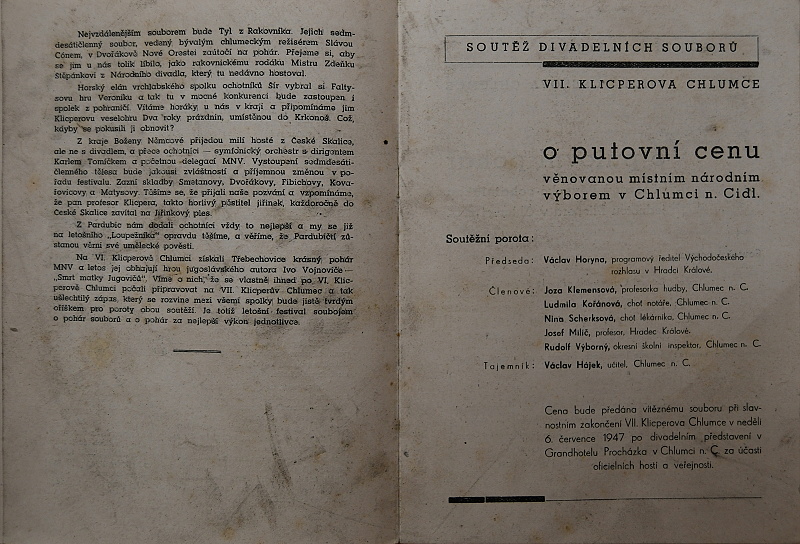 Nejvzdálenějším souborem bude Tyl z Rakovníka. Jejich sedm-
desátičlenný soubor, vedený bývalým chlumeckým režisérem Slávou
Cónem, v Dvořákově Nové Orestei zaútočí na pohár. Přejeme si, aby
se jim u nás tolik líbilo, jako rakovnickému rodáku Mistru Zdeňku
Štěpánkovi z Národního divadla, který tu nedávno hostoval.
Horský elán vrchlabského spolku ochotníků Šír vybral si Falty-
sovu hru Veronika a tak tu v mocné konkurenci bude zastoupen i
spolek z pohraničí. Vítáme horáky u nás v kraji a připomínáme jim
Klicperovu veselohru Dva roky prázdnin, umístěnou do Krkonoš. Což,
kdyby se pokusili ji obnovit?
Z kraje Boženy Němcové přijedou milí hosté z České Skalice,
ale ne s divadlem, a přece ochotníci — symfonický orchestr s dirigentem
Karlem Tomíčkem a početnou delegací MNV. Vystoupení sedmdesáti-
členného tělesa bude jakousi zvláštností a příjemnou změnou v po-
řadu festivalu. Zazní skladby Smetanovy, Dvořákovy, Fibichovy, Kova-
řovicovy a Matysovy. Těšíme se, že přijali naše pozvání a vzpomínáme,
že pan profesor Klicpera, takto horlivý pěstitel jiřinek, každoročně do
České Skalice zavítal na Jiřinkový ples.
Z Pardubic nám dodali ochotníci vždy to nejlepší a my se již
na letošního „Loupežníka" opravdu těšíme, a věříme, že Pardubičtí zů-
stanou věrni své umělecké pověsti.
Na VI. Klicperově Chlumci získali Třebechovice krásný pohár
MNV a letos jej obhajují hrou jugoslávského autora Ivo Vojnoviče —
„Smrt matky Jugovičů". Víme o nich, že se vlastně ihned po VI. Klic-
perově Chlumci počali připravovat na VII. Klicperův Chlumec a tak
ušlechtilý zápas, který se rozvine mezi všemi spolky bude jistě tvrdým
oříškem pro poroty obou soutěží. Je totiž letošní festival soubojem
o pohár souborů a o pohár za nejlepší výkon jednotlivce.
SOUTĚŽ DIVADELNÍCH SOUBORŮ
VII. KLICPEROVA CHLUMCE
o putovní cenu
věnovanou místním národním
výborem v Chlumci n. Cidl.
Soutěžní porota:
Předseda: Václav Horyna, programový ředitel Východočeského
rozhlasu v Hradci Králové.
Členové: Joza Klemensová, profesorka hudby, Chlumec n. C.
Ludmila Kořánová, choť notáře, Chlumec n. C.
Nina Scherksová, choť lékárníka, Chlumec n. C.
Josef Milič, profesor, Hradec Králové.
Rudolf Výborný, okresní školní inspektor, Chlumec n. C.
Tajemník: Václav Hájek, učitel, Chlumec n. C.
Cena bude předána vítěznému souboru při slav-
nostním zakončení VII. Klicperova Chlumce v neděli
6. července 1947 po divadelním představení v
Grandhotelu Procházka v Chlumci n. C. za účasti
oficielních hostí a veřejnosti.